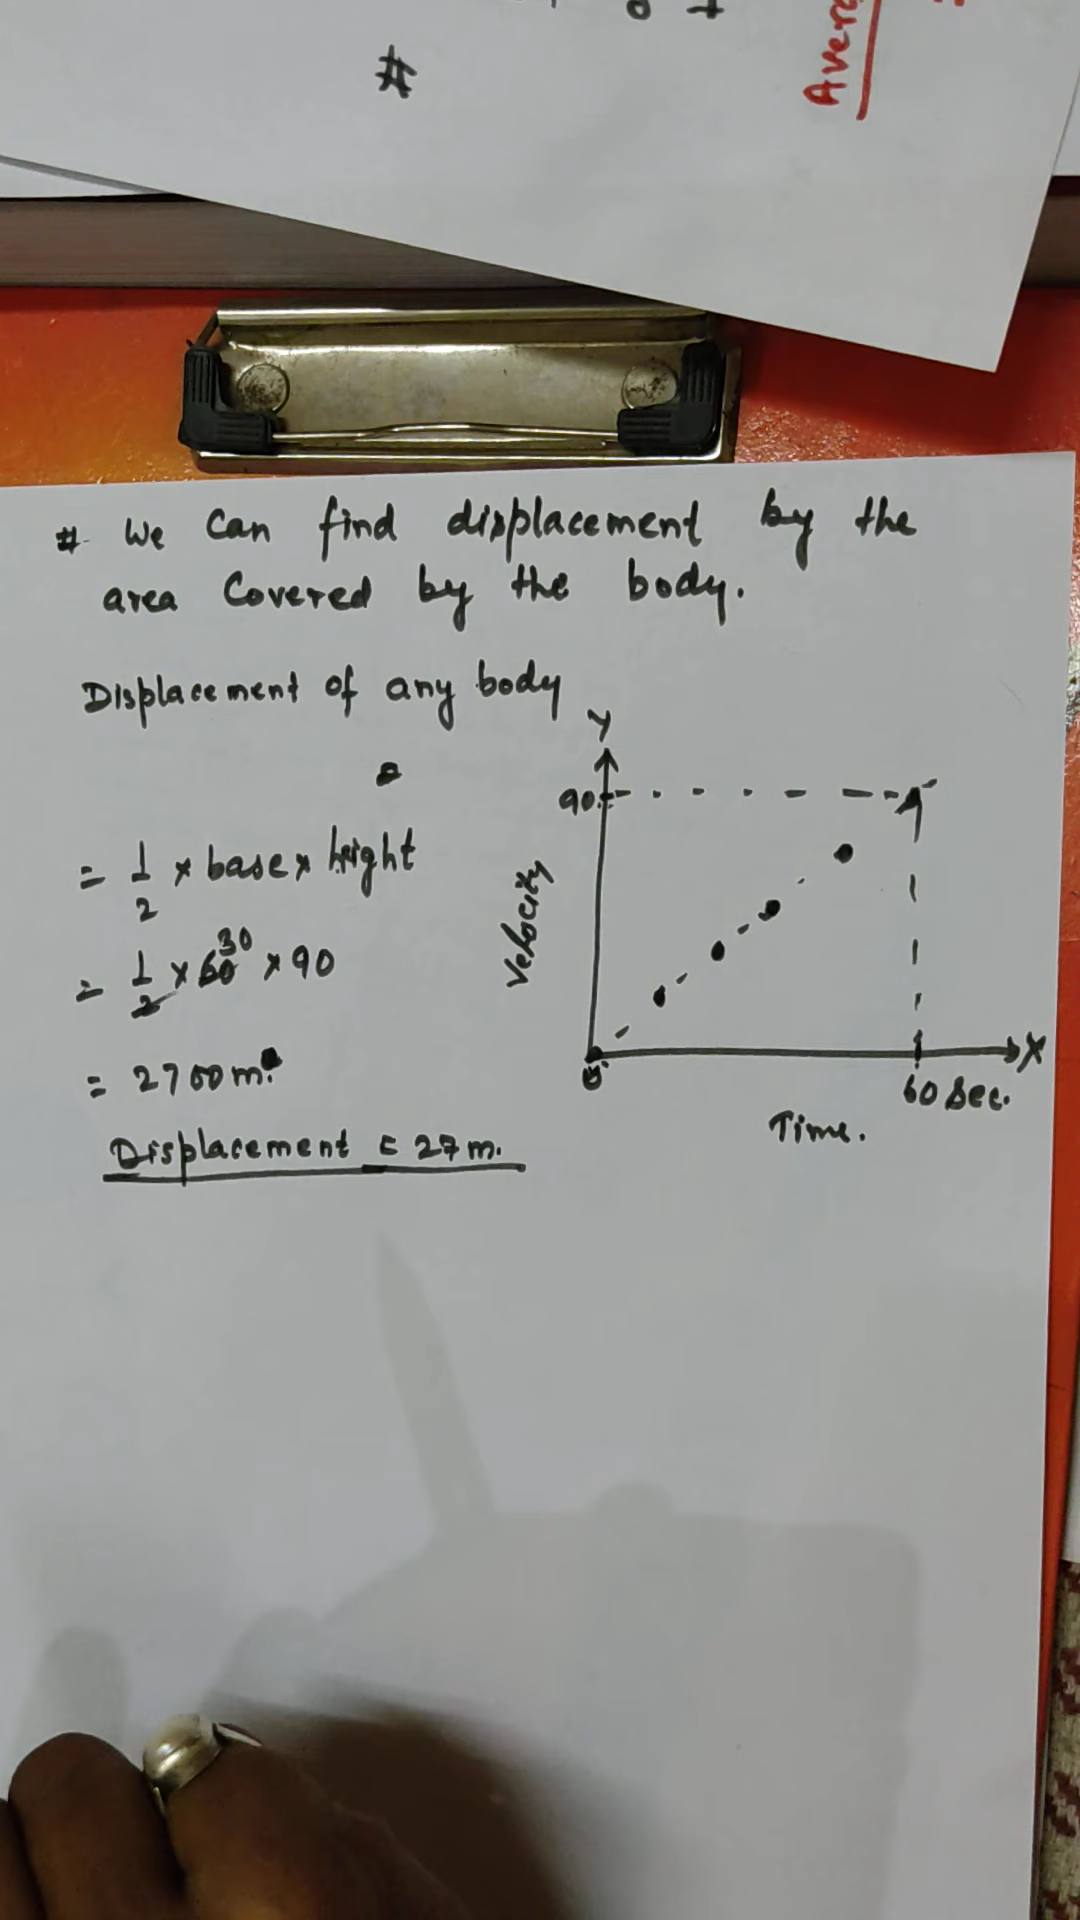 #
Avera
# We can find displacement by the
area Covered by the body.
Displacement of any body
= 1/2 × base × height
= 1/2 × 60 30 × 90
= 2700 m.
Displacement = 27 m.
Y
90
Velocity
0
60 sec.
X
Time.